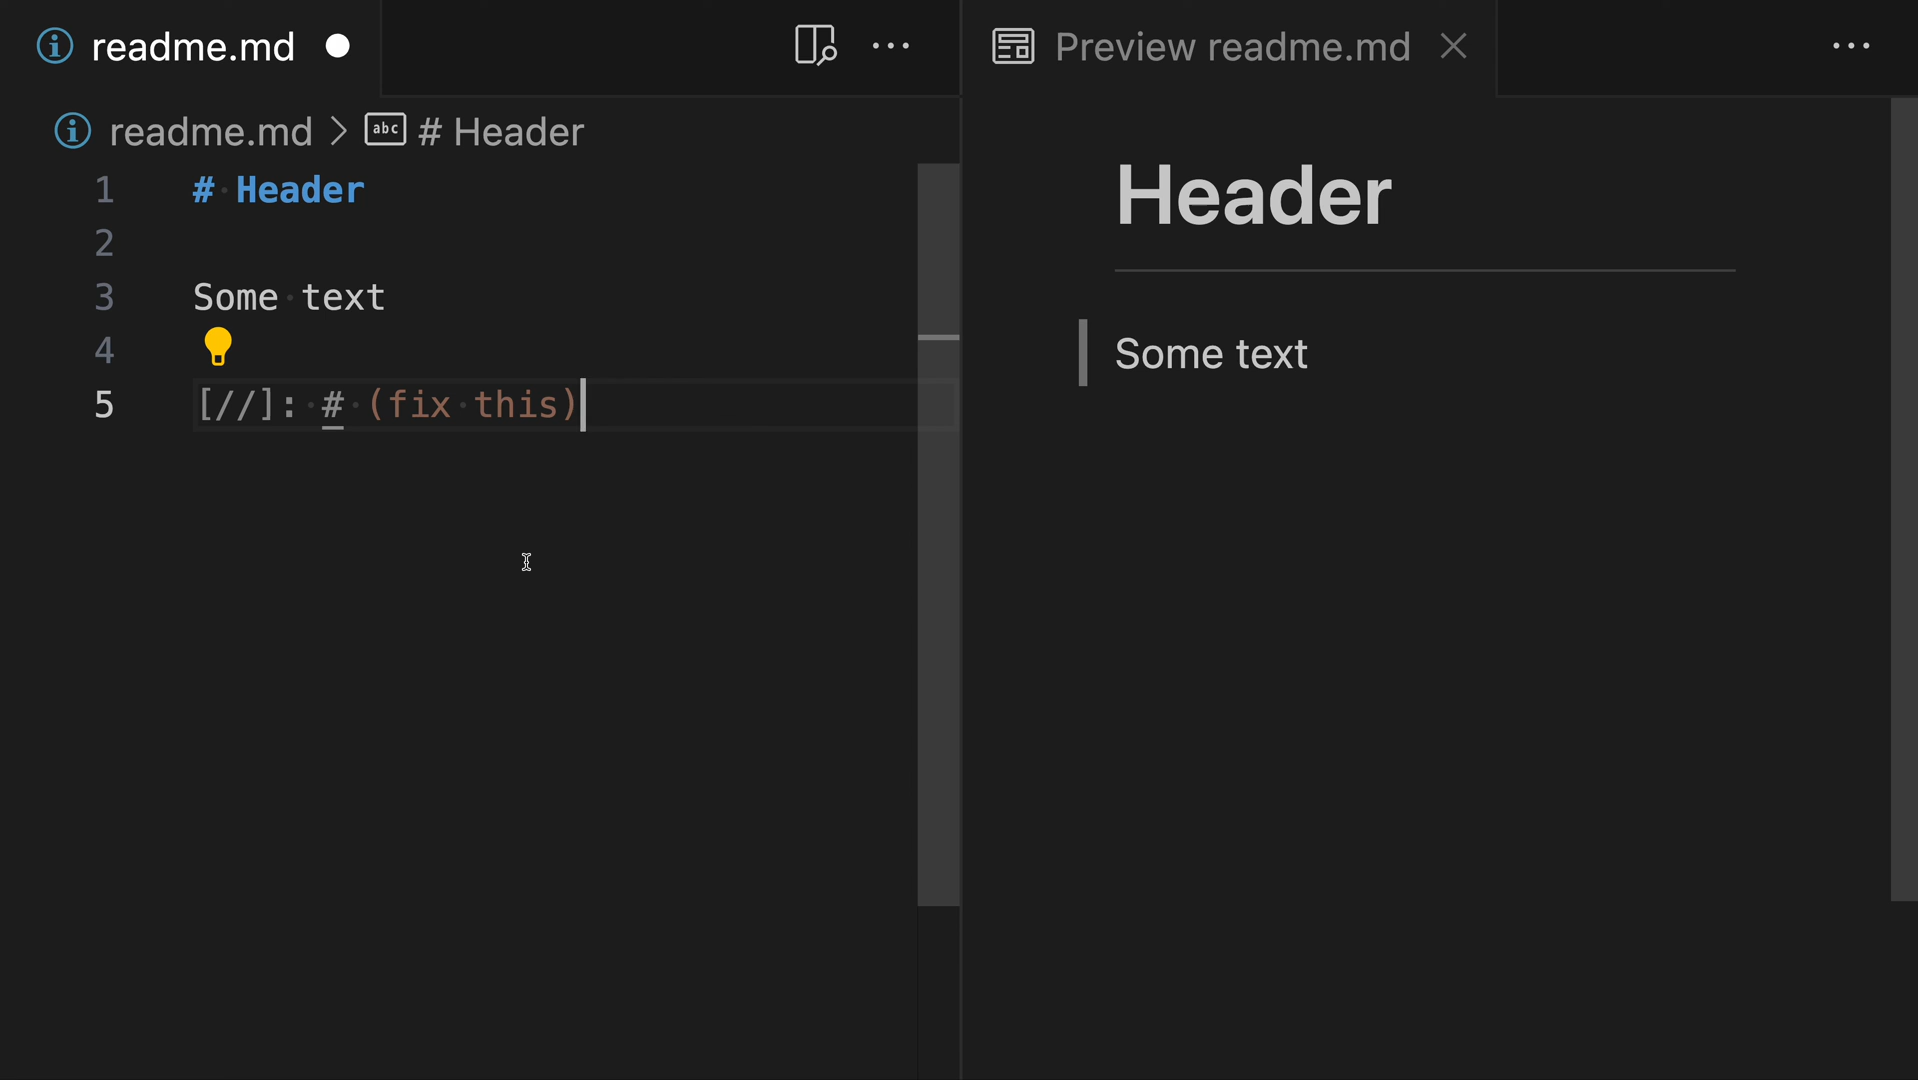 readme.md
Preview readme.md
readme.md > abc # Header
1 # Header
2
3 Some text
4
5 [//]: # (fix this)
Header
Some text